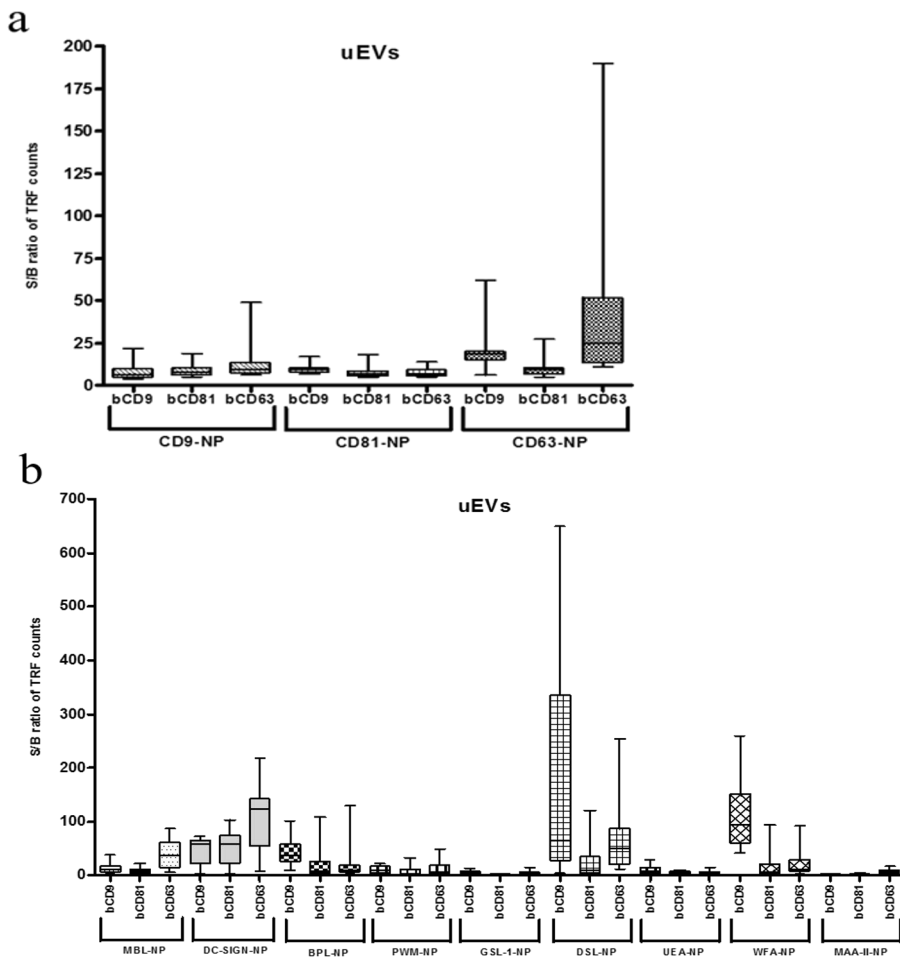 a
uEVs
S/B ratio of TRF counts
200
175
150
125
100
75
50
25
0
bCD9 bCD81 bCD63 bCD9 bCD81 bCD63 bCD9 bCD81 bCD63
CD9-NP CD81-NP CD63-NP
b
uEVs
S/B ratio of TRF counts
700
600
500
400
300
200
100
0
bCD9 bCD81 bCD63 bCD9 bCD81 bCD63 bCD9 bCD81 bCD63 bCD9 bCD81 bCD63 bCD9 bCD81 bCD63 bCD9 bCD81 bCD63 bCD9 bCD81 bCD63 bCD9 bCD81 bCD63 bCD9 bCD81 bCD63
MBL-NP DC-SIGN-NP BPL-NP PWM-NP GSL-1-NP DSL-NP UEA-NP WFA-NP MAA-II-NP